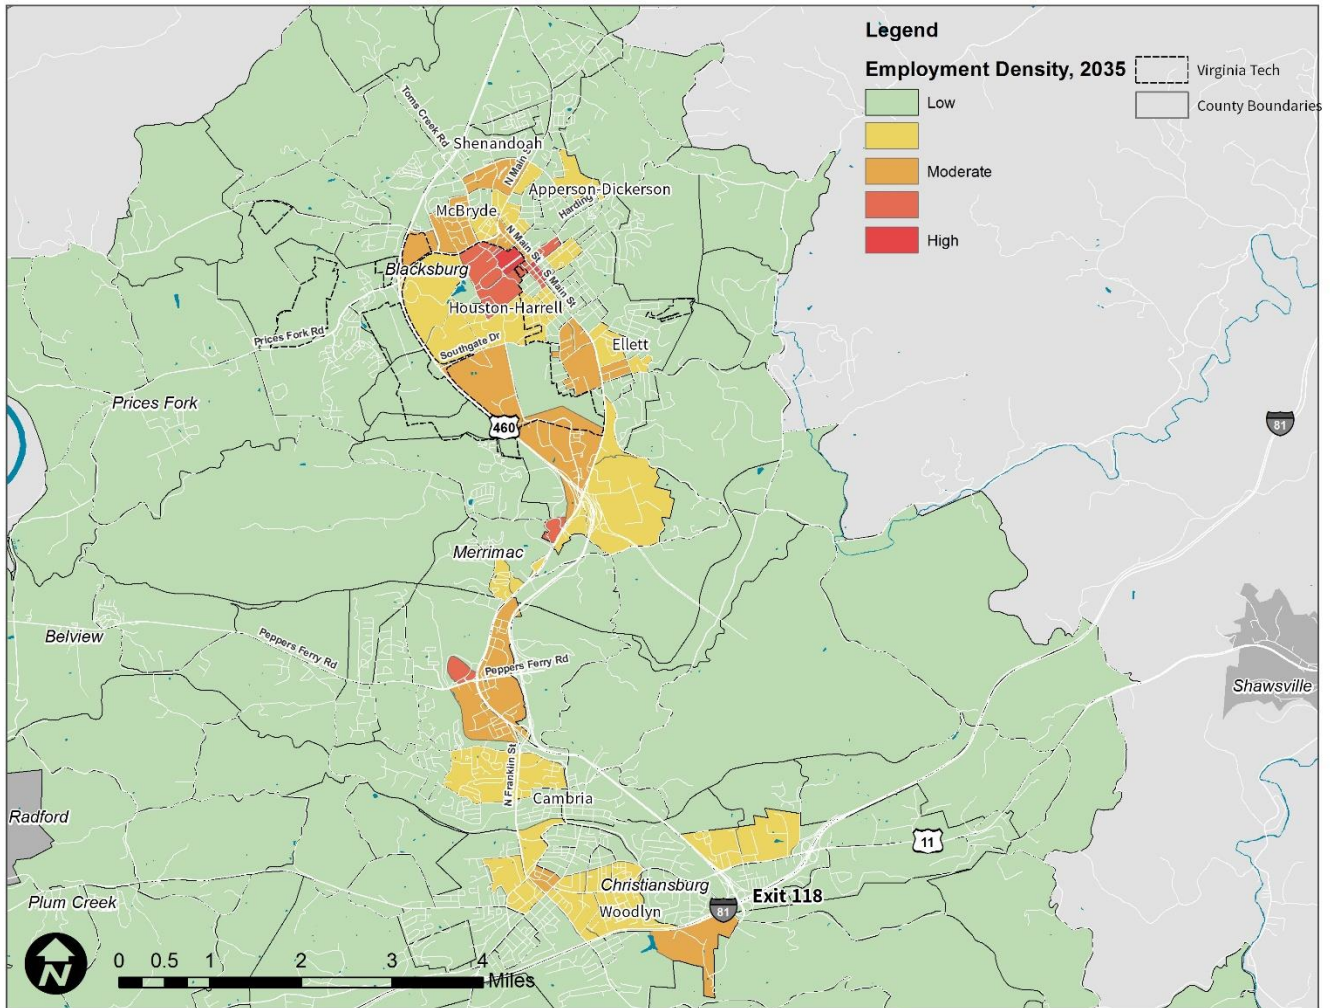 Legend
Employment Density, 2035
Low
Moderate
High
Virginia Tech
County Boundaries
Toms Creek Rd
Shenandoah
N Main S
Apperson-Dickerson
Harding
McBryde
N Main St
S Main St
Blacksburg
Houston-Harrell
Prices Fork Rd
Southgate Dr
Ellett
Prices Fork
460
81
Merrimac
Belview
Peppers Ferry Rd
Peppers Ferry Rd
Shawsville
N Franklin St
Cambria
Radford
11
Christiansburg
Exit 118
Plum Creek
Woodlyn
81
N
0 0.5 1 2 3 4
Miles